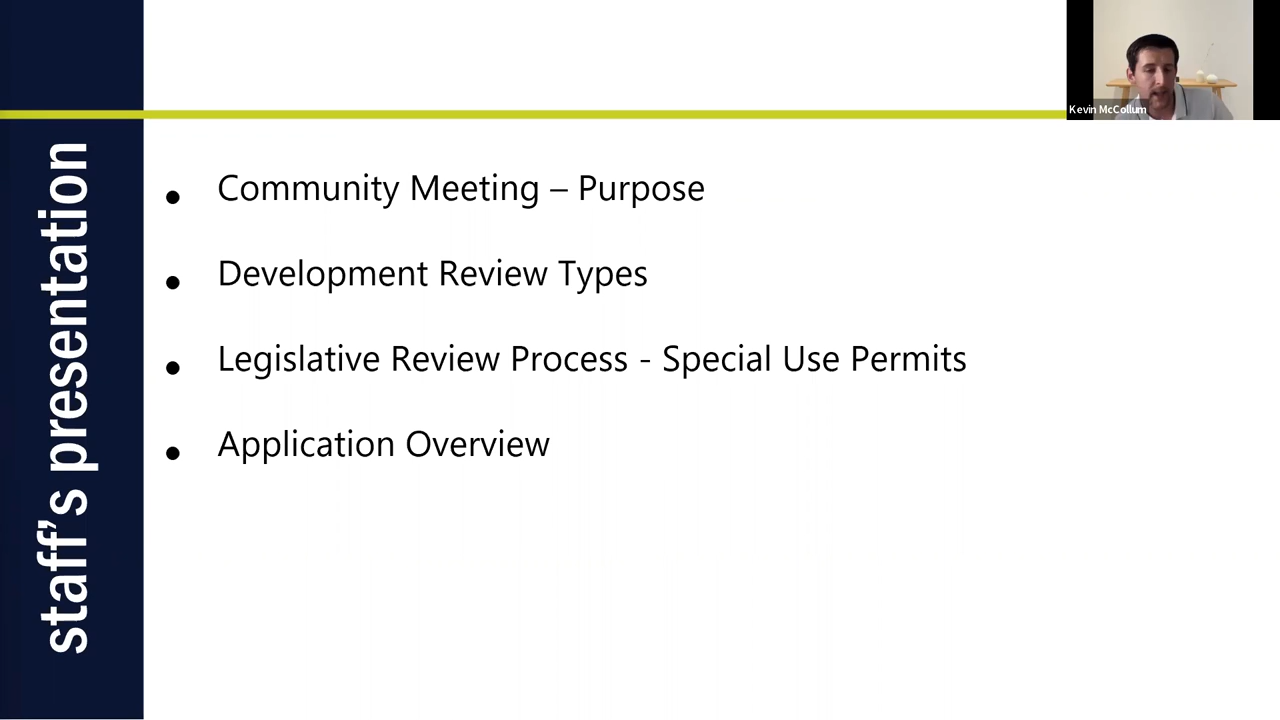 staff's presentation
Kevin McCollum
• Community Meeting – Purpose
• Development Review Types
• Legislative Review Process - Special Use Permits
• Application Overview